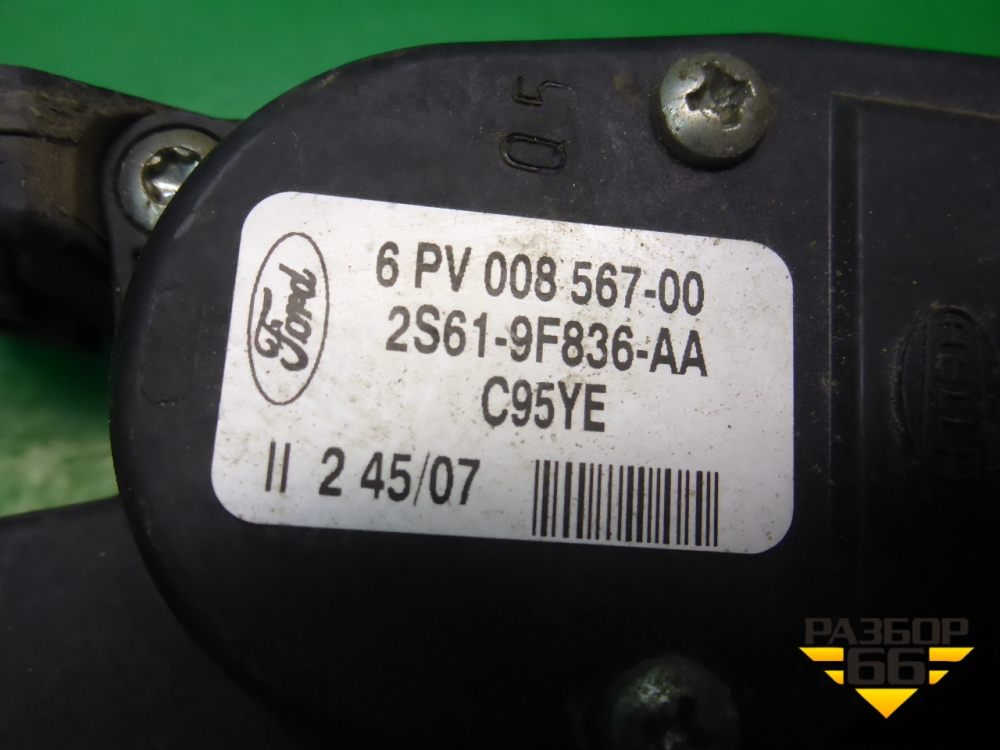 05
Ford
6 PV 008 567-00
2S61-9F836-AA
C95YE
II 2 45/07
РАЗБОР
66